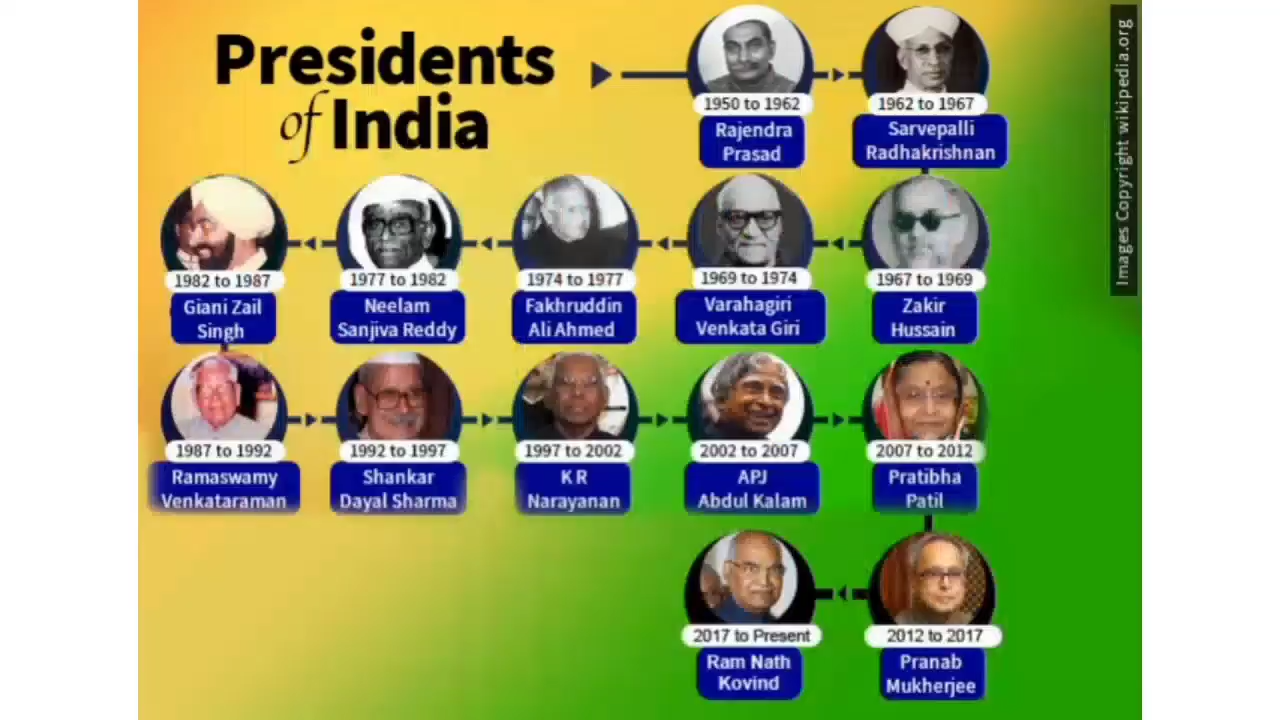 Presidents
of India
1950 to 1962
Rajendra
Prasad
1962 to 1967
Sarvepalli
Radhakrishnan
1967 to 1969
Zakir
Hussain
1969 to 1974
Varahagiri
Venkata Giri
1974 to 1977
Fakhruddin
Ali Ahmed
1977 to 1982
Neelam
Sanjiva Reddy
1982 to 1987
Giani Zail
Singh
1987 to 1992
Ramaswamy
Venkataraman
1992 to 1997
Shankar
Dayal Sharma
1997 to 2002
K R
Narayanan
2002 to 2007
APJ
Abdul Kalam
2007 to 2012
Pratibha
Patil
2012 to 2017
Pranab
Mukherjee
2017 to Present
Ram Nath
Kovind
Images Copyright wikipedia.org